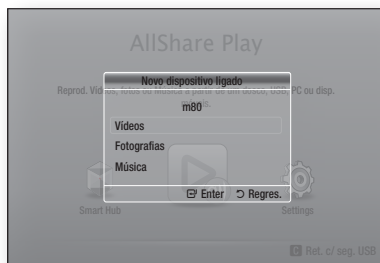 AllShare Play
Novo dispositivo ligado
Reprod. Vídeos, fotos ou Música a partir de um disco, USB, PC ou disp.
m80
Vídeos
Fotografias
Música
Enter Regres.
Smart Hub
Settings
Ret. c/ seg. USB